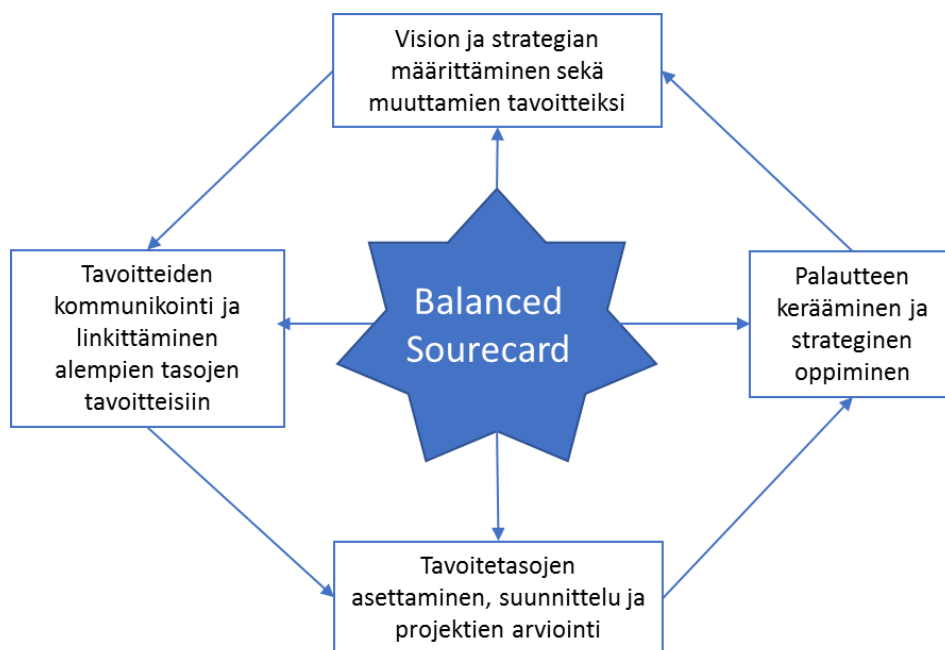 Vision ja strategian
määrittäminen sekä
muuttamien tavoitteiksi
Tavoitteiden
kommunikointi ja
linkittäminen
alempien tasojen
tavoitteisiin
Balanced
Sourecard
Palautteen
kerääminen ja
strateginen
oppiminen
Tavoitetasojen
asettaminen, suunnittelu ja
projektien arviointi